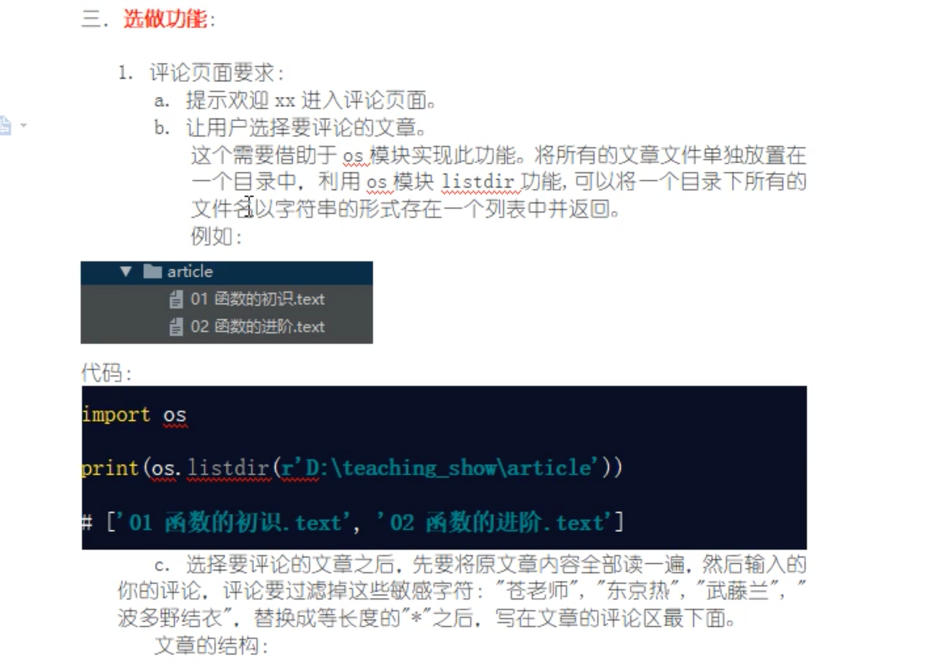 三. 选做功能:
1. 评论页面要求:
a. 提示欢迎 xx 进入评论页面。
b. 让用户选择要评论的文章。
这个需要借助于 os 模块实现此功能。将所有的文章文件单独放置在
一个目录中, 利用 os 模块 listdir 功能,可以将一个目录下所有的
文件名以字符串的形式存在一个列表中并返回。
例如:
article
01 函数的初识.text
02 函数的进阶.text
代码:
import os
print(os.listdir(r'D:\teaching_show\article'))
# ['01 函数的初识.text', '02 函数的进阶.text']
c. 选择要评论的文章之后, 先要将原文章内容全部读一遍, 然后输入的
你的评论, 评论要过滤掉这些敏感字符: "苍老师", "东京热", "武藤兰", "
波多野结衣", 替换成等长度的"*"之后, 写在文章的评论区最下面。
文章的结构: